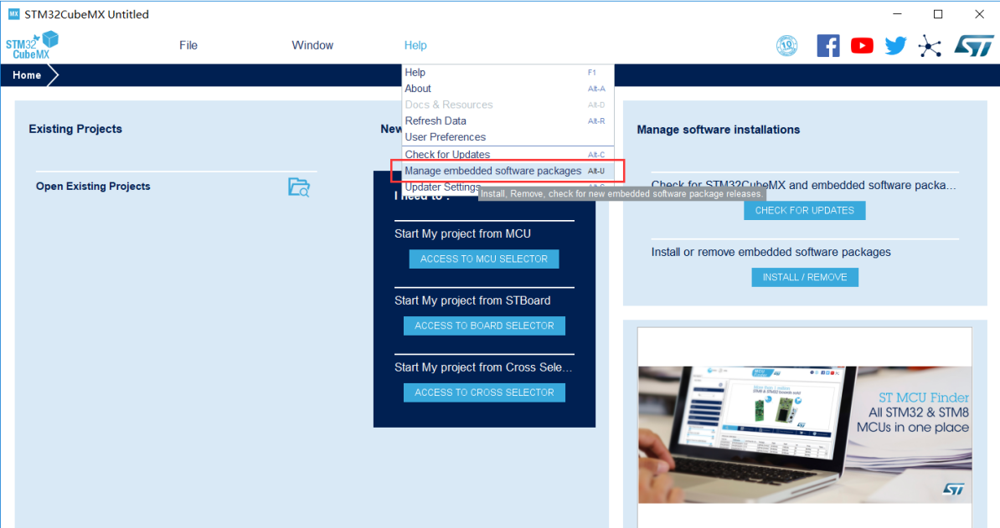 MX STM32CubeMX Untitled
STM32
CubeMX
File
Window
Help
10
Home
Help F1
About Alt-A
Docs & Resources Alt-D
Refresh Data Alt-R
User Preferences
Check for Updates Alt-C
Manage embedded software packages Alt-U
Updater Settings
Install, Remove, check for new embedded software package releases.
Existing Projects
Open Existing Projects
New
I need to :
Start My project from MCU
ACCESS TO MCU SELECTOR
Start My project from STBoard
ACCESS TO BOARD SELECTOR
Start My project from Cross Sele...
ACCESS TO CROSS SELECTOR
Manage software installations
Check for STM32CubeMX and embedded software packa...
CHECK FOR UPDATES
Install or remove embedded software packages
INSTALL / REMOVE
ST MCU Finder
All STM32 & STM8
MCUs in one place
ST